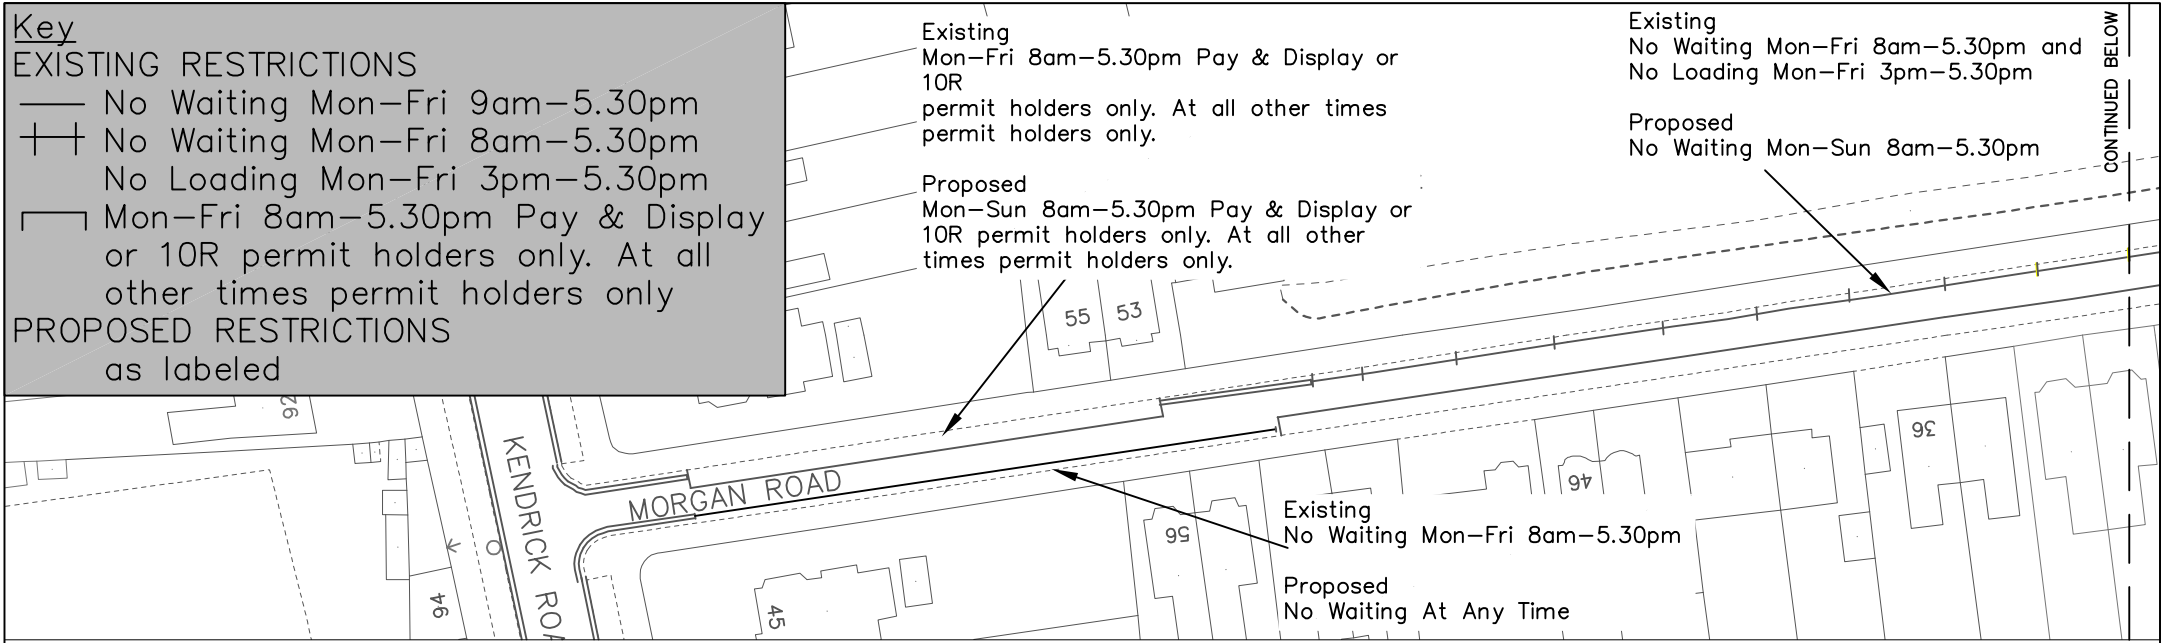 Key
EXISTING RESTRICTIONS
No Waiting Mon-Fri 9am-5.30pm
No Waiting Mon-Fri 8am-5.30pm
No Loading Mon-Fri 3pm-5.30pm
Mon-Fri 8am-5.30pm Pay & Display
or 10R permit holders only. At all
other times permit holders only
PROPOSED RESTRICTIONS
as labeled
Existing
Mon-Fri 8am-5.30pm Pay & Display or
10R
permit holders only. At all other times
permit holders only.
Proposed
Mon-Sun 8am-5.30pm Pay & Display or
10R permit holders only. At all other
times permit holders only.
Existing
No Waiting Mon-Fri 8am-5.30pm and
No Loading Mon-Fri 3pm-5.30pm
Proposed
No Waiting Mon-Sun 8am-5.30pm
CONTINUED BELOW
55
53
92
KENDRICK ROA
MORGAN ROAD
94
45
56
46
36
Existing
No Waiting Mon-Fri 8am-5.30pm
Proposed
No Waiting At Any Time